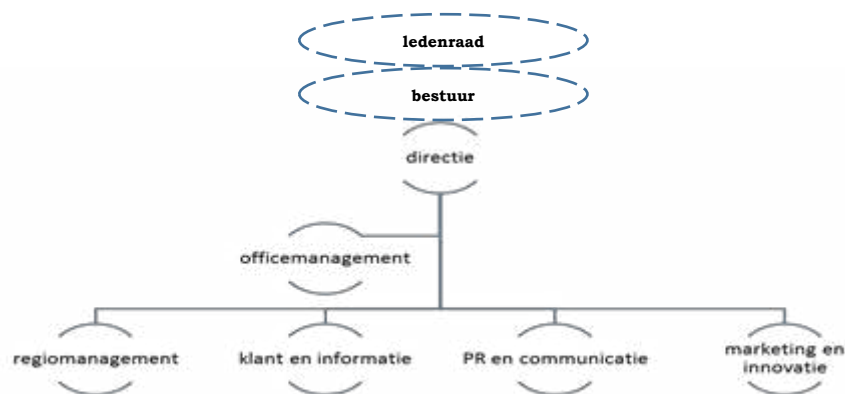 ledenraad
bestuur
directie
officemanagement
regiomanagement
klant en informatie
PR en communicatie
marketing en
innovatie